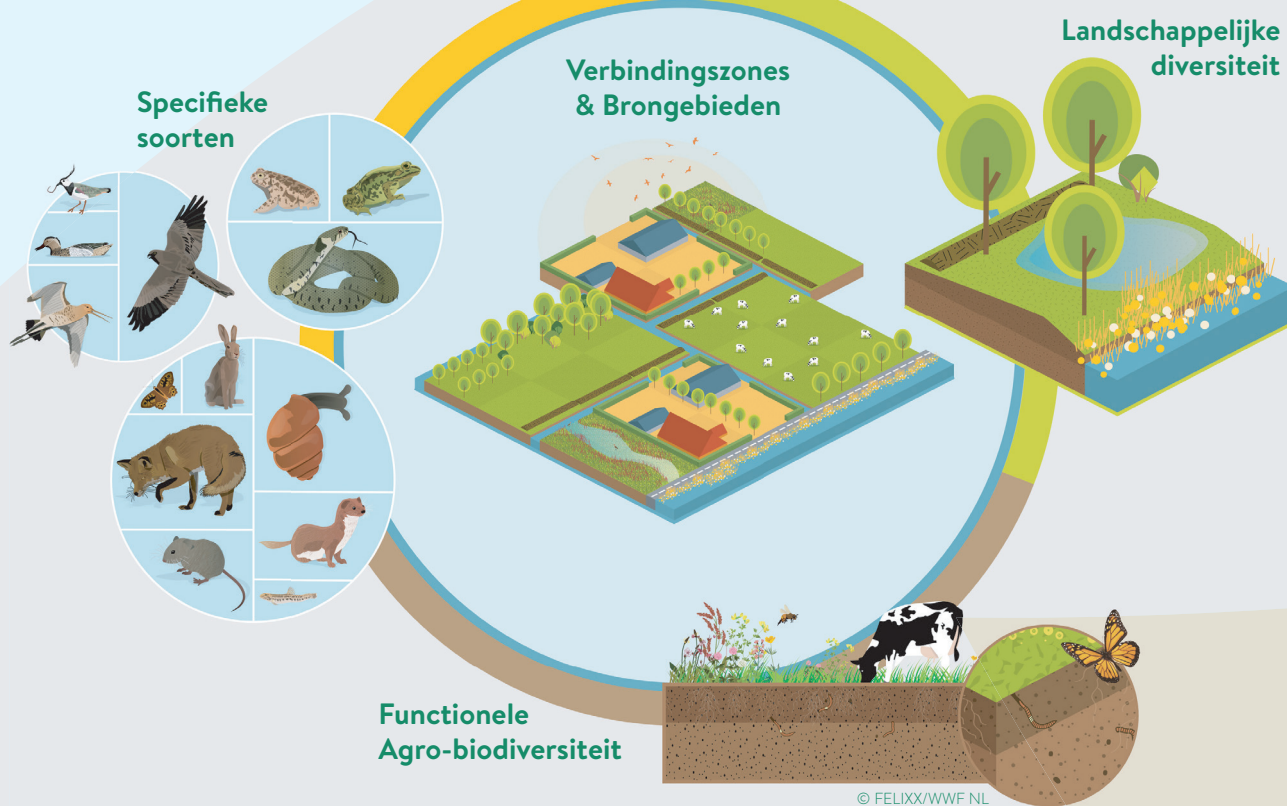 Landschappelijke
diversiteit
Verbindingszones
& Brongebieden
Specifieke
soorten
Functionele
Agro-biodiversiteit
© FELIXX/WWF NL